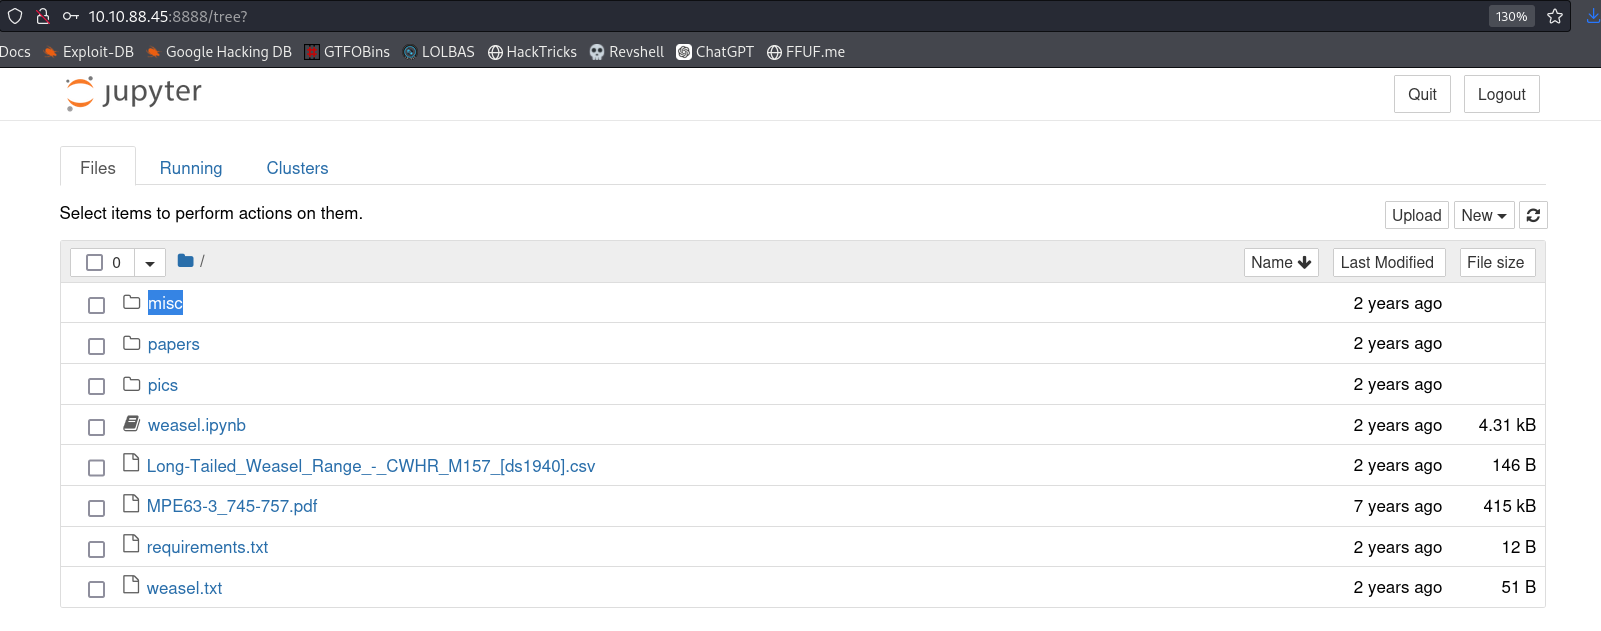 10.10.88.45:8888/tree? 130%
Docs Exploit-DB Google Hacking DB GTFOBins LOLBAS HackTricks Revshell ChatGPT FFUF.me
jupyter Quit Logout
Files Running Clusters
Select items to perform actions on them. Upload New
0 / Name Last Modified File size
misc 2 years ago
papers 2 years ago
pics 2 years ago
weasel.ipynb 2 years ago 4.31 kB
Long-Tailed_Weasel_Range_-_CWHR_M157_[ds1940].csv 2 years ago 146 B
MPE63-3_745-757.pdf 7 years ago 415 kB
requirements.txt 2 years ago 12 B
weasel.txt 2 years ago 51 B